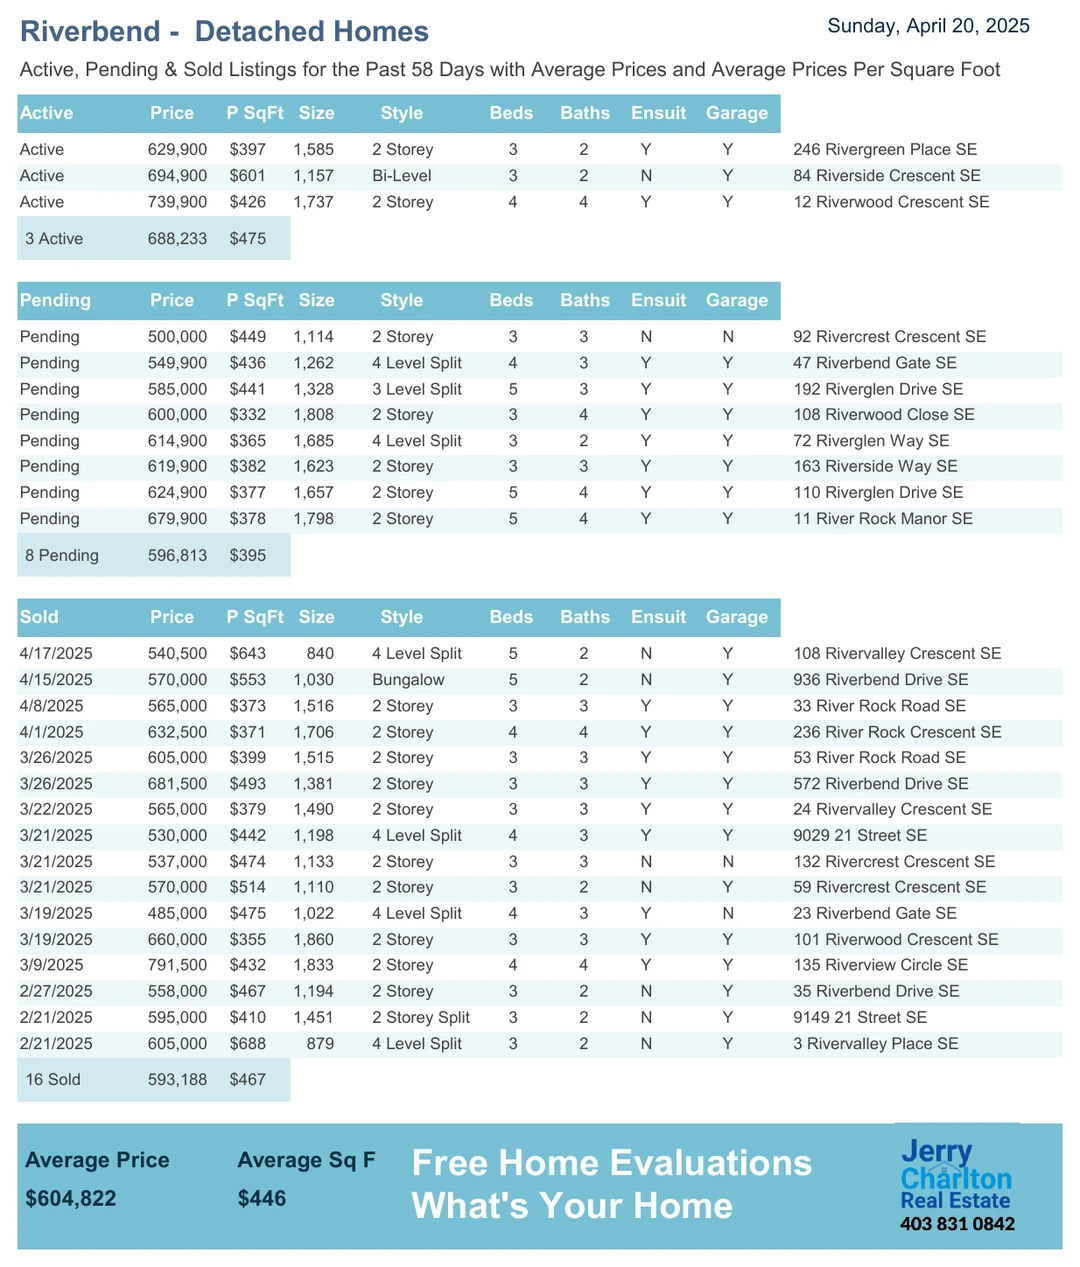 Riverbend - Detached Homes
Sunday, April 20, 2025
Active, Pending & Sold Listings for the Past 58 Days with Average Prices and Average Prices Per Square Foot
Active Price P SqFt Size Style Beds Baths Ensuit Garage
Active 629,900 $397 1,585 2 Storey 3 2 Y Y 246 Rivergreen Place SE
Active 694,900 $601 1,157 Bi-Level 3 2 N Y 84 Riverside Crescent SE
Active 739,900 $426 1,737 2 Storey 4 4 Y Y 12 Riverwood Crescent SE
3 Active 688,233 $475
Pending Price P SqFt Size Style Beds Baths Ensuit Garage
Pending 500,000 $449 1,114 2 Storey 3 3 N N 92 Rivercrest Crescent SE
Pending 549,900 $436 1,262 4 Level Split 4 3 Y Y 47 Riverbend Gate SE
Pending 585,000 $441 1,328 3 Level Split 5 3 Y Y 192 Riverglen Drive SE
Pending 600,000 $332 1,808 2 Storey 3 4 Y Y 108 Riverwood Close SE
Pending 614,900 $365 1,685 4 Level Split 3 2 Y Y 72 Riverglen Way SE
Pending 619,900 $382 1,623 2 Storey 3 3 Y Y 163 Riverside Way SE
Pending 624,900 $377 1,657 2 Storey 5 4 Y Y 110 Riverglen Drive SE
Pending 679,900 $378 1,798 2 Storey 5 4 Y Y 11 River Rock Manor SE
8 Pending 596,813 $395
Sold Price P SqFt Size Style Beds Baths Ensuit Garage
4/17/2025 540,500 $643 840 4 Level Split 5 2 N Y 108 Rivervalley Crescent SE
4/15/2025 570,000 $553 1,030 Bungalow 5 2 N Y 936 Riverbend Drive SE
4/8/2025 565,000 $373 1,516 2 Storey 3 3 Y Y 33 River Rock Road SE
4/1/2025 632,500 $371 1,706 2 Storey 4 4 Y Y 236 River Rock Crescent SE
3/26/2025 605,000 $399 1,515 2 Storey 3 3 Y Y 53 River Rock Road SE
3/26/2025 681,500 $493 1,381 2 Storey 3 3 Y Y 572 Riverbend Drive SE
3/22/2025 565,000 $379 1,490 2 Storey 3 3 Y Y 24 Rivervalley Crescent SE
3/21/2025 530,000 $442 1,198 4 Level Split 4 3 Y Y 9029 21 Street SE
3/21/2025 537,000 $474 1,133 2 Storey 3 3 N N 132 Rivercrest Crescent SE
3/21/2025 570,000 $514 1,110 2 Storey 3 2 N Y 59 Rivercrest Crescent SE
3/19/2025 485,000 $475 1,022 4 Level Split 4 3 Y N 23 Riverbend Gate SE
3/19/2025 660,000 $355 1,860 2 Storey 3 3 Y Y 101 Riverwood Crescent SE
3/9/2025 791,500 $432 1,833 2 Storey 4 4 Y Y 135 Riverview Circle SE
2/27/2025 558,000 $467 1,194 2 Storey 3 2 N Y 35 Riverbend Drive SE
2/21/2025 595,000 $410 1,451 2 Storey Split 3 2 N Y 9149 21 Street SE
2/21/2025 605,000 $688 879 4 Level Split 3 2 N Y 3 Rivervalley Place SE
16 Sold 593,188 $467
Average Price Average Sq F
$604,822 $446
Free Home Evaluations
What's Your Home
Jerry
Charlton
Real Estate
403 831 0842